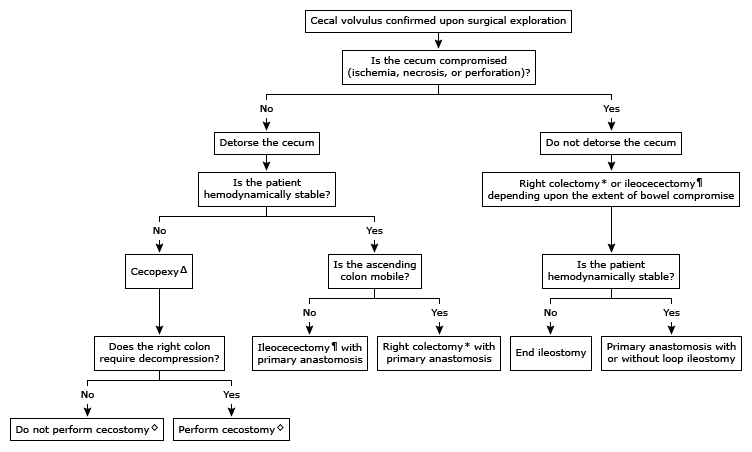 Cecal volvulus confirmed upon surgical exploration
Is the cecum compromised
(ischemia, necrosis, or perforation)?
No
Yes
Detorse the cecum
Do not detorse the cecum
Is the patient
hemodynamically stable?
Right colectomy* or ileocecectomy¶
depending upon the extent of bowel compromise
No
Yes
CecopexyΔ
Is the ascending
colon mobile?
Is the patient
hemodynamically stable?
No
Yes
No
Yes
Does the right colon
require decompression?
Ileocecectomy¶ with
primary anastomosis
Right colectomy* with
primary anastomosis
End ileostomy
Primary anastomosis with
or without loop ileostomy
No
Yes
Do not perform cecostomy◇
Perform cecostomy◇